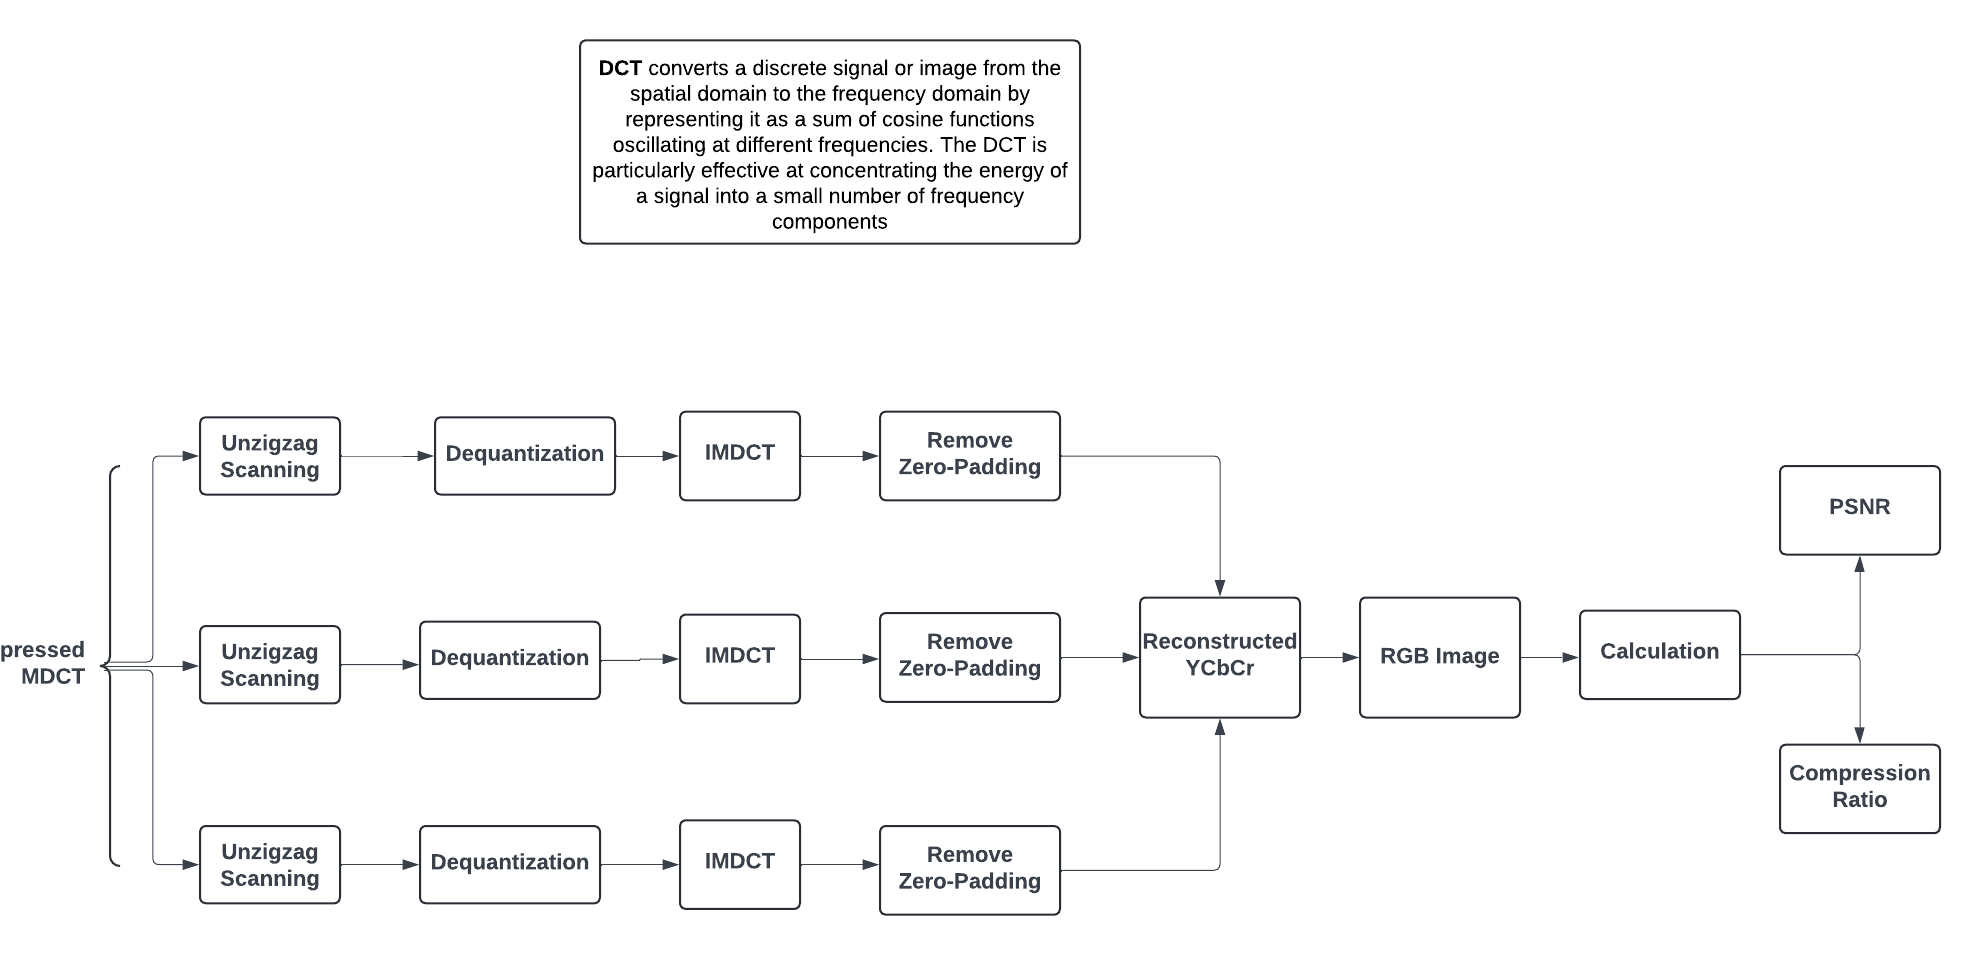 DCT converts a discrete signal or image from the
spatial domain to the frequency domain by
representing it as a sum of cosine functions
oscillating at different frequencies. The DCT is
particularly effective at concentrating the energy of
a signal into a small number of frequency
components
Unzigzag
Scanning
Dequantization
IMDCT
Remove
Zero-Padding
pressed
MDCT
Unzigzag
Scanning
Dequantization
IMDCT
Remove
Zero-Padding
Unzigzag
Scanning
Dequantization
IMDCT
Remove
Zero-Padding
Reconstructed
YCbCr
RGB Image
Calculation
PSNR
Compression
Ratio